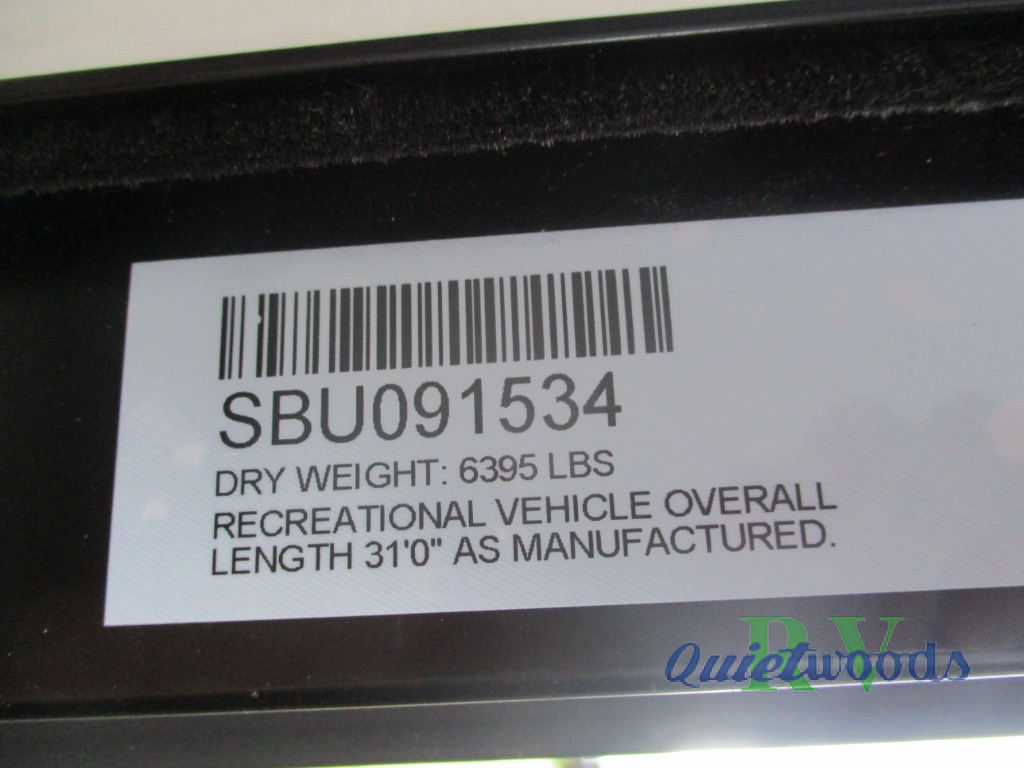 SBU091534
DRY WEIGHT: 6395 LBS
RECREATIONAL VEHICLE OVERALL
LENGTH 31'0" AS MANUFACTURED.
RV
Quietwoods